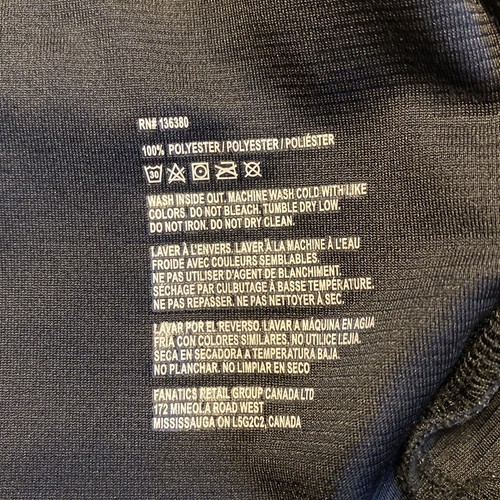 RN# 136380
100% POLYESTER / POLYESTER / POLIÉSTER
30
WASH INSIDE OUT. MACHINE WASH COLD WITH LIKE
COLORS. DO NOT BLEACH. TUMBLE DRY LOW.
DO NOT IRON. DO NOT DRY CLEAN.
LAVER À L'ENVERS. LAVER À LA MACHINE À L'EAU
FROIDE AVEC COULEURS SEMBLABLES.
NE PAS UTILISER D'AGENT DE BLANCHIMENT.
SÉCHAGE PAR CULBUTAGE À BASSE TEMPÉRATURE.
NE PAS REPASSER. NE PAS NETTOYER À SEC.
LAVAR POR EL REVERSO. LAVAR A MÁQUINA EN AGUA
FRÍA CON COLORES SIMILARES. NO UTILICE LEJIA.
SECA EN SECADORA A TEMPERATURA BAJA.
NO PLANCHAR. NO LIMPIAR EN SECO
FANATICS RETAIL GROUP CANADA LTD
172 MINEOLA ROAD WEST
MISSISSAUGA ON L5G2C2, CANADA